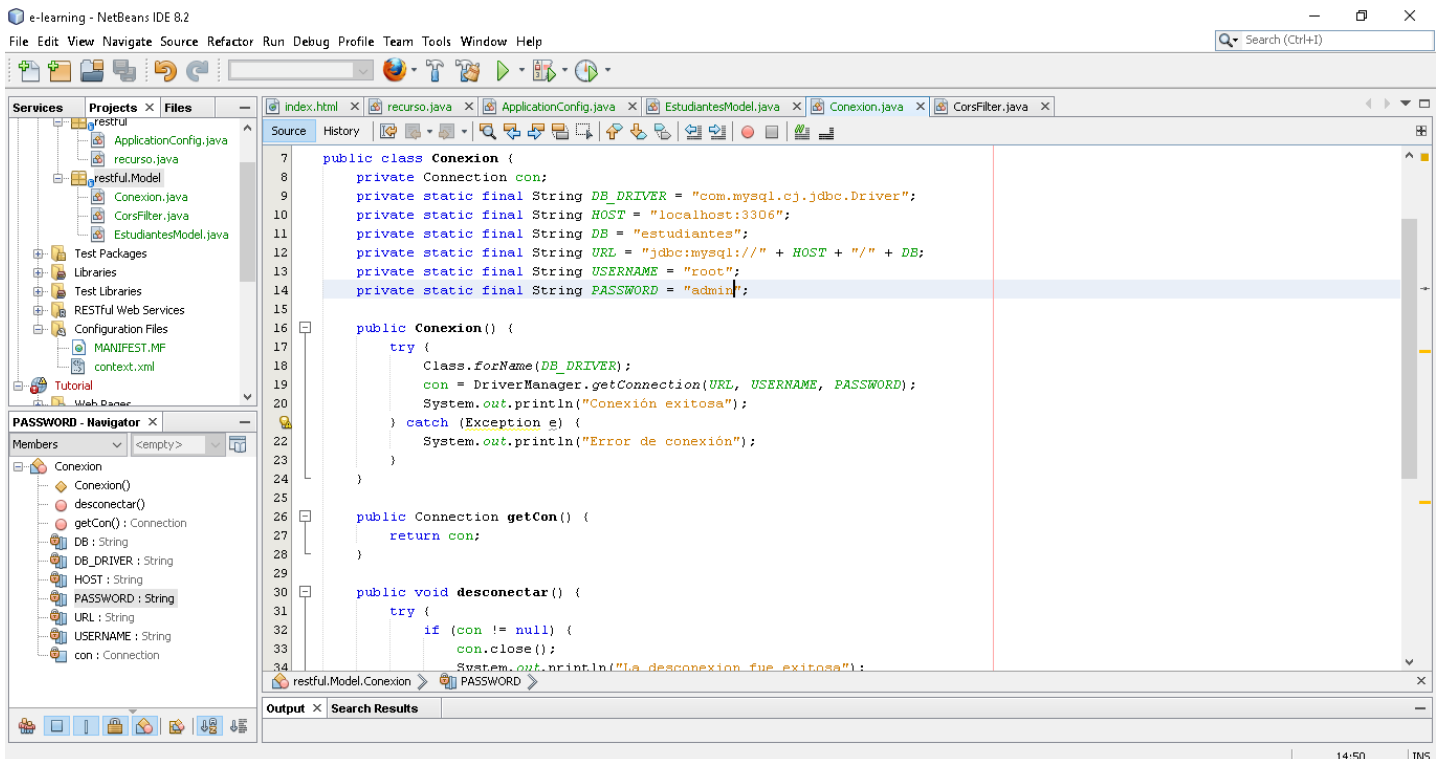 e-learning - NetBeans IDE 8.2
File Edit View Navigate Source Refactor Run Debug Profile Team Tools Window Help
Search (Ctrl+I)
Services Projects Files
restful
ApplicationConfig.java
recurso.java
restful.Model
Conexion.java
CorsFilter.java
EstudiantesModel.java
Test Packages
Libraries
Test Libraries
RESTful Web Services
Configuration Files
MANIFEST.MF
context.xml
Tutorial
Web Pages
PASSWORD - Navigator
Members <empty>
Conexion
Conexion()
desconectar()
getCon() : Connection
DB : String
DB_DRIVER : String
HOST : String
PASSWORD : String
URL : String
USERNAME : String
con : Connection
index.html recurso.java ApplicationConfig.java EstudiantesModel.java Conexion.java CorsFilter.java
Source History
7 public class Conexion {
8 private Connection con;
9 private static final String DB_DRIVER = "com.mysql.cj.jdbc.Driver";
10 private static final String HOST = "localhost:3306";
11 private static final String DB = "estudiantes";
12 private static final String URL = "jdbc:mysql://" + HOST + "/" + DB;
13 private static final String USERNAME = "root";
14 private static final String PASSWORD = "admin";
15
16 public Conexion() {
17 try {
18 Class.forName(DB_DRIVER);
19 con = DriverManager.getConnection(URL, USERNAME, PASSWORD);
20 System.out.println("Conexión exitosa");
} catch (Exception e) {
22 System.out.println("Error de conexión");
23 }
24 }
25
26 public Connection getCon() {
27 return con;
28 }
29
30 public void desconectar() {
31 try {
32 if (con != null) {
33 con.close();
34 System.out.println("La desconexion fue exitosa");
restful.Model.Conexion PASSWORD
Output Search Results
14:50 INS